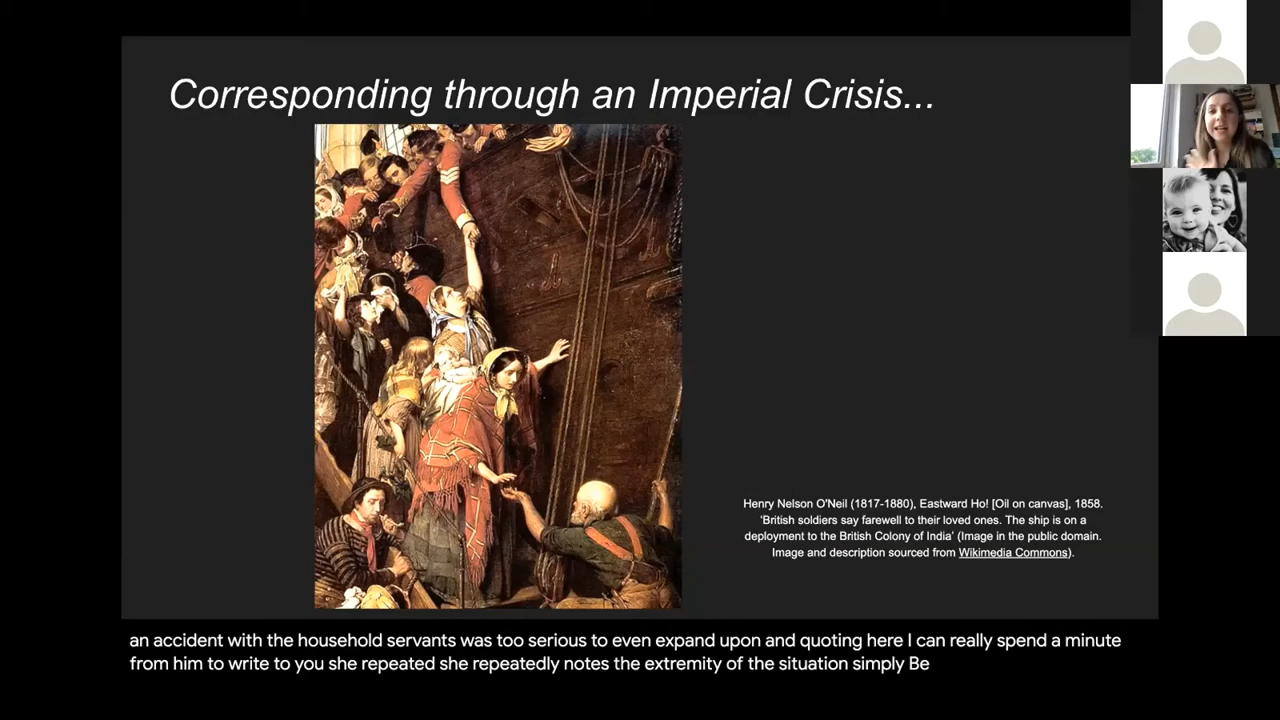 Corresponding through an Imperial Crisis...
Henry Nelson O'Neil (1817-1880), Eastward Ho! [Oil on canvas], 1858.
'British soldiers say farewell to their loved ones. The ship is on a
deployment to the British Colony of India' (Image in the public domain.
Image and description sourced from Wikimedia Commons).
an accident with the household servants was too serious to even expand upon and quoting here I can really spend a minute
from him to write to you she repeated she repeatedly notes the extremity of the situation simply Be